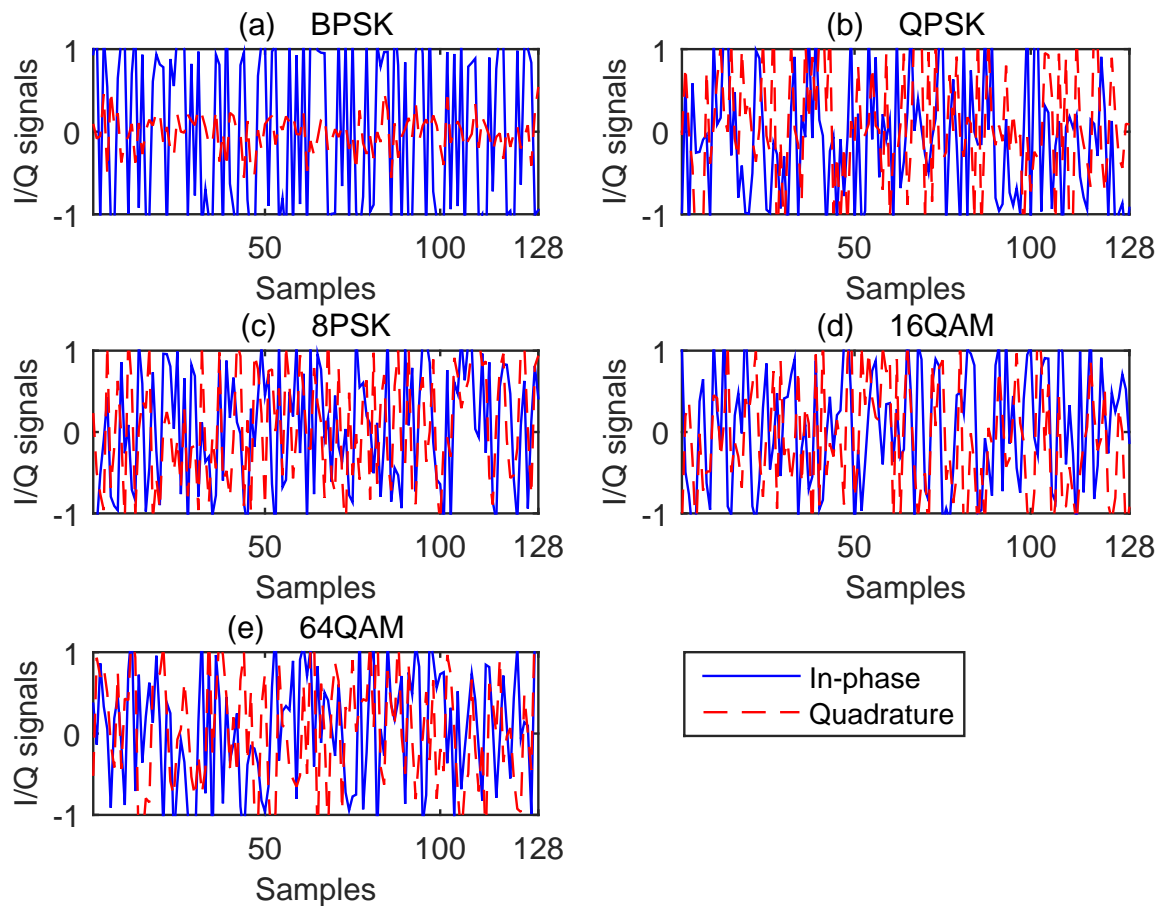 (a) BPSK
1
0
-1
I/Q signals
50 100 128
Samples
(b) QPSK
1
0
-1
I/Q signals
50 100 128
Samples
(c) 8PSK
1
0
-1
I/Q signals
50 100 128
Samples
(d) 16QAM
1
0
-1
I/Q signals
50 100 128
Samples
(e) 64QAM
1
0
-1
I/Q signals
50 100 128
Samples
In-phase
Quadrature